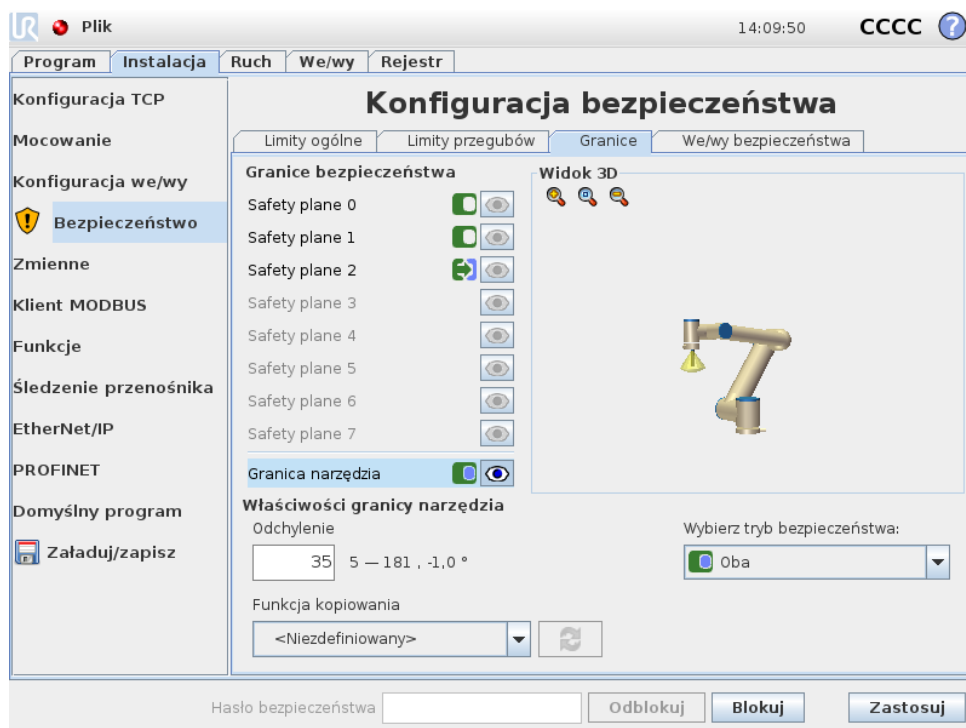 UR Plik 14:09:50 CCCC ?
Program Instalacja Ruch We/wy Rejestr
Konfiguracja TCP
Mocowanie
Konfiguracja we/wy
Bezpieczeństwo
Zmienne
Klient MODBUS
Funkcje
Śledzenie przenośnika
EtherNet/IP
PROFINET
Domyślny program
Załaduj/zapisz
Konfiguracja bezpieczeństwa
Limity ogólne Limity przegubów Granice We/wy bezpieczeństwa
Granice bezpieczeństwa
Safety plane 0
Safety plane 1
Safety plane 2
Safety plane 3
Safety plane 4
Safety plane 5
Safety plane 6
Safety plane 7
Granica narzędzia
Widok 3D
Właściwości granicy narzędzia
Odchylenie
35 5 — 181 , -1,0 °
Wybierz tryb bezpieczeństwa:
Oba
Funkcja kopiowania
<Niezdefiniowany>
Hasło bezpieczeństwa Odblokuj Blokuj Zastosuj